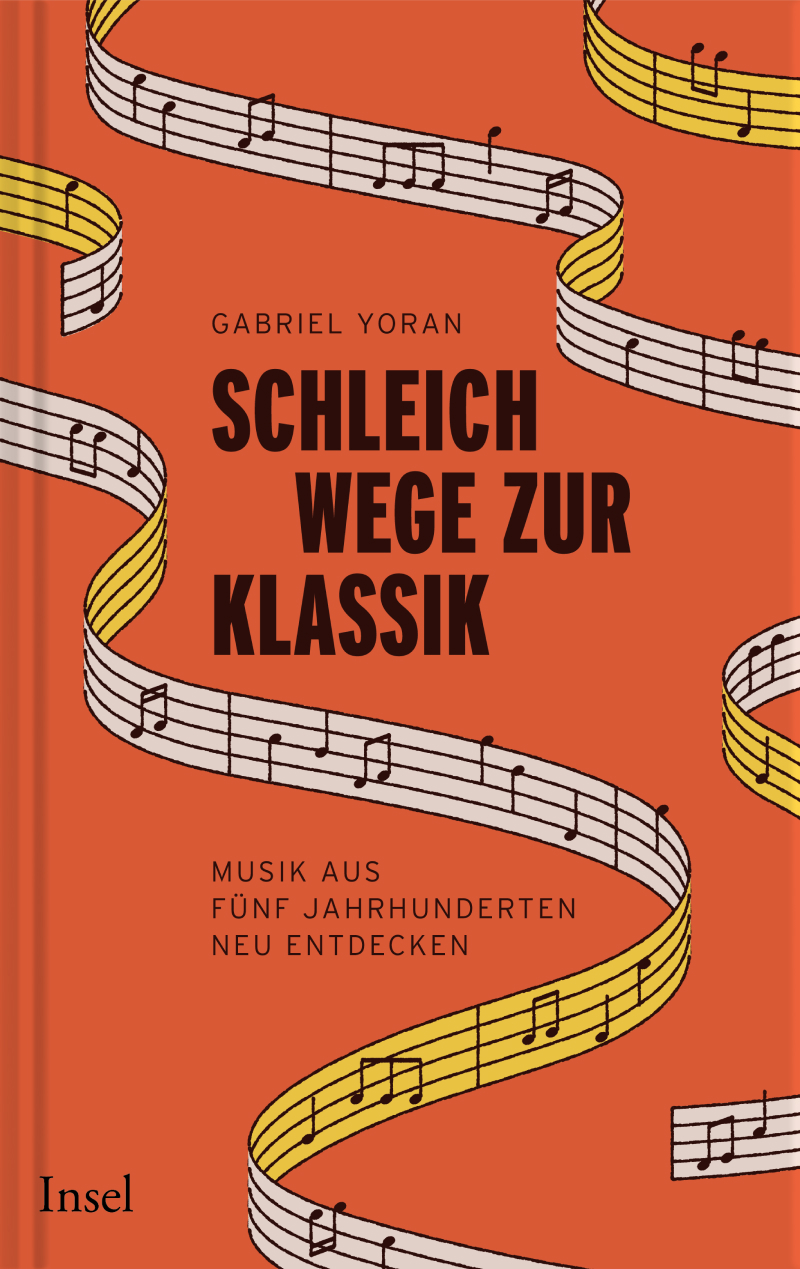 GABRIEL YORAN
SCHLEICH
WEGE ZUR
KLASSIK
MUSIK AUS
FÜNF JAHRHUNDERTEN
NEU ENTDECKEN
Insel